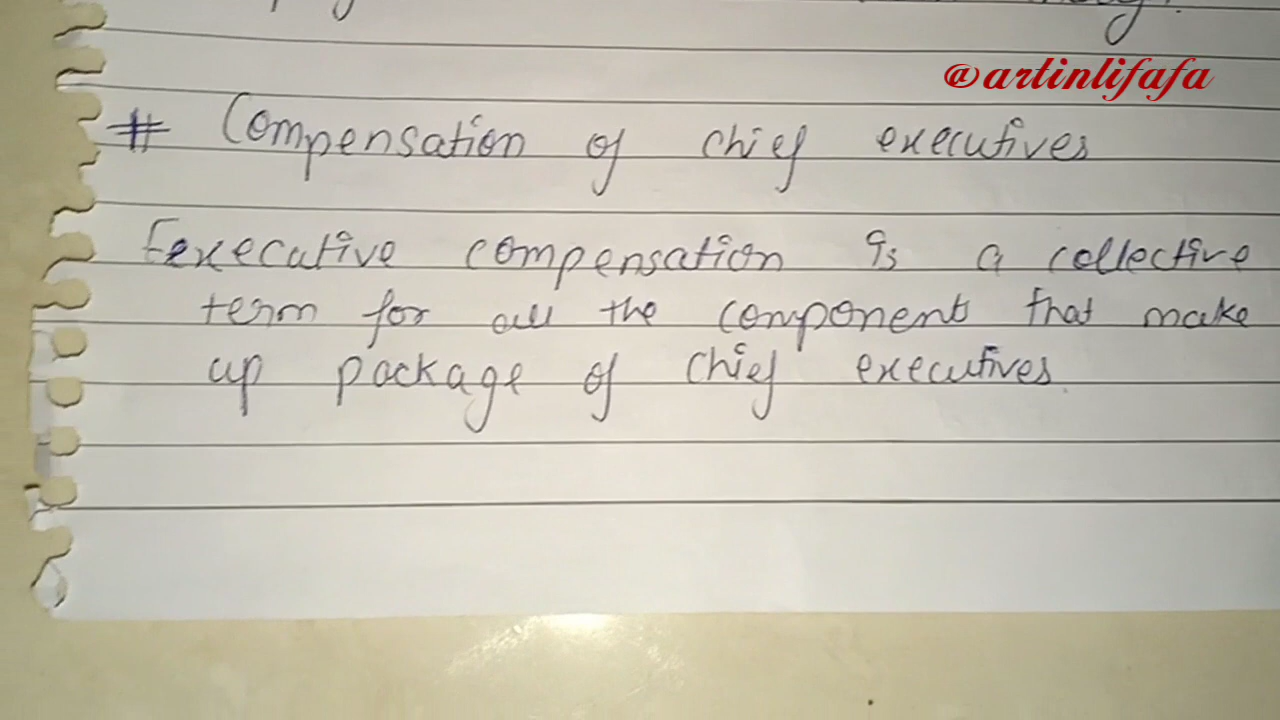 @artinlifafa
# Compensation of chief executives
Executive compensation is a collective
term for all the components that make
up package of chief executives.